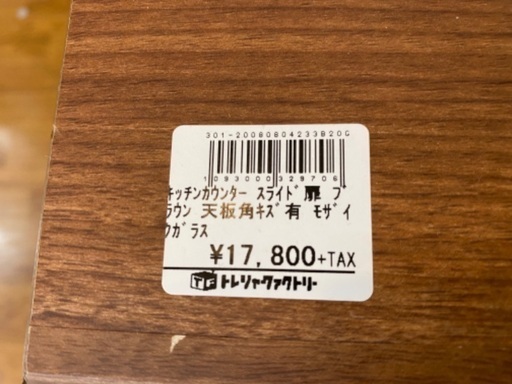 301-20080804233B20G
1093000329706
キッチンカウンター スライド扉 ブ
ラウン 天板角キズ有 モザイ
クガラス
¥17,800+TAX
TF トレジャーファクトリー